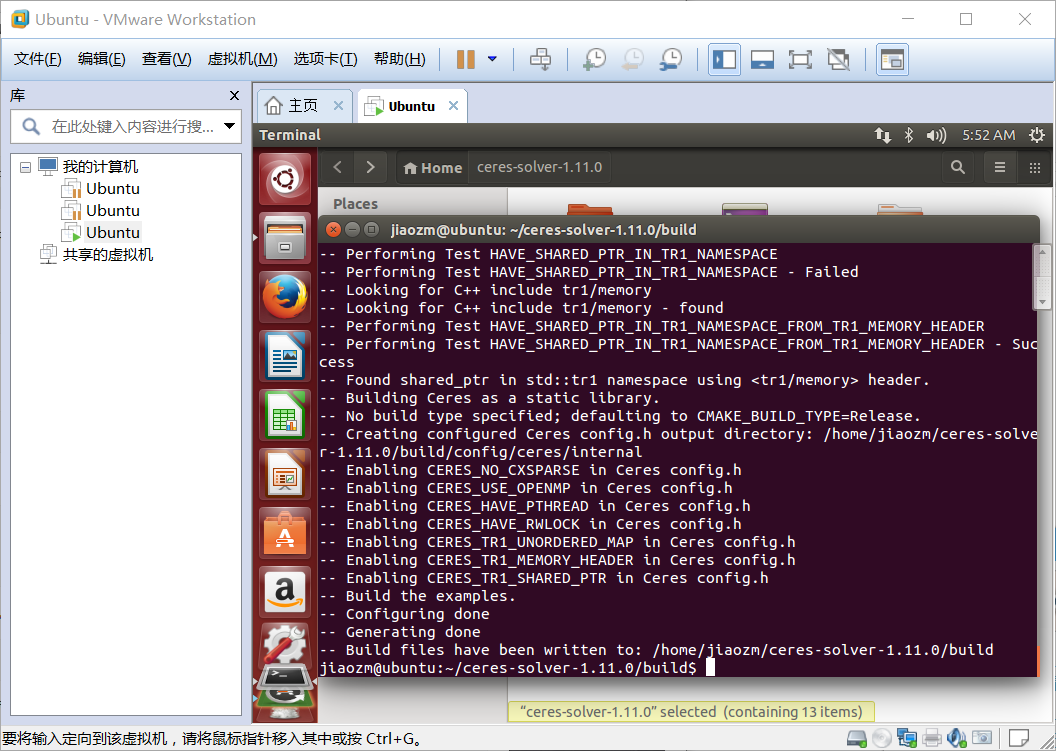 Ubuntu - VMware Workstation
文件(F) 编辑(E) 查看(V) 虚拟机(M) 选项卡(T) 帮助(H)
库
在此处键入内容进行搜...
我的计算机
Ubuntu
Ubuntu
Ubuntu
共享的虚拟机
主页 Ubuntu
Terminal 5:52 AM
Home ceres-solver-1.11.0
Places
jiaozm@ubuntu: ~/ceres-solver-1.11.0/build
-- Performing Test HAVE_SHARED_PTR_IN_TR1_NAMESPACE
-- Performing Test HAVE_SHARED_PTR_IN_TR1_NAMESPACE - Failed
-- Looking for C++ include tr1/memory
-- Looking for C++ include tr1/memory - found
-- Performing Test HAVE_SHARED_PTR_IN_TR1_NAMESPACE_FROM_TR1_MEMORY_HEADER
-- Performing Test HAVE_SHARED_PTR_IN_TR1_NAMESPACE_FROM_TR1_MEMORY_HEADER - Suc
cess
-- Found shared_ptr in std::tr1 namespace using <tr1/memory> header.
-- Building Ceres as a static library.
-- No build type specified; defaulting to CMAKE_BUILD_TYPE=Release.
-- Creating configured Ceres config.h output directory: /home/jiaozm/ceres-solve
r-1.11.0/build/config/ceres/internal
-- Enabling CERES_NO_CXSPARSE in Ceres config.h
-- Enabling CERES_USE_OPENMP in Ceres config.h
-- Enabling CERES_HAVE_PTHREAD in Ceres config.h
-- Enabling CERES_HAVE_RWLOCK in Ceres config.h
-- Enabling CERES_TR1_UNORDERED_MAP in Ceres config.h
-- Enabling CERES_TR1_MEMORY_HEADER in Ceres config.h
-- Enabling CERES_TR1_SHARED_PTR in Ceres config.h
-- Build the examples.
-- Configuring done
-- Generating done
-- Build files have been written to: /home/jiaozm/ceres-solver-1.11.0/build
jiaozm@ubuntu:~/ceres-solver-1.11.0/build$
“ceres-solver-1.11.0” selected (containing 13 items)
要将输入定向到该虚拟机，请将鼠标指针移入其中或按 Ctrl+G。